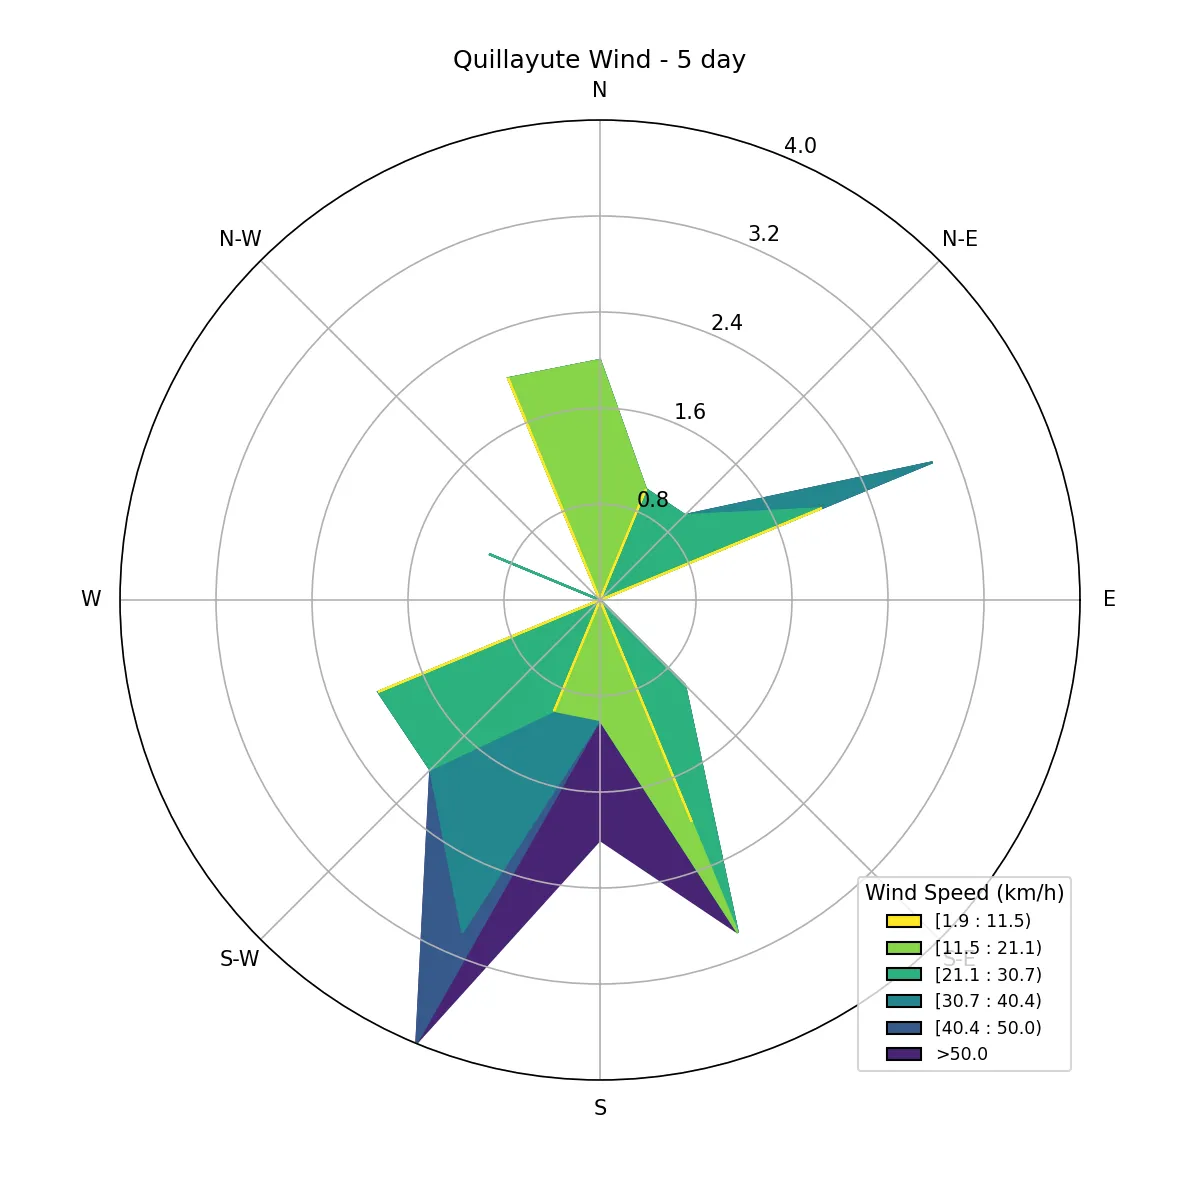 Quillayute Wind - 5 day
N
4.0
3.2
N-W
N-E
2.4
1.6
0.8
W
E
Wind Speed (km/h)
[1.9 : 11.5)
[11.5 : 21.1)
S-W
S-E
[21.1 : 30.7)
[30.7 : 40.4)
[40.4 : 50.0)
>50.0
S